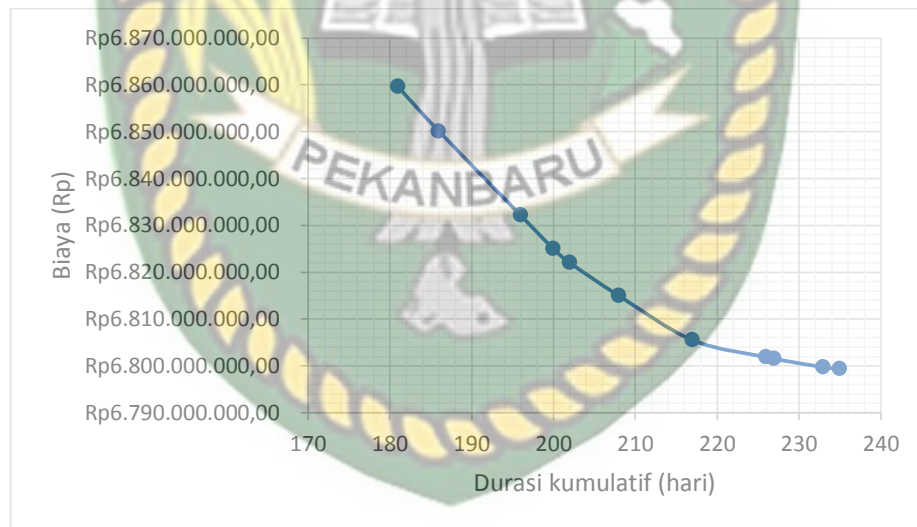 Rp6.870.000.000,00
Rp6.860.000.000,00
Rp6.850.000.000,00
Rp6.840.000.000,00
Rp6.830.000.000,00
Rp6.820.000.000,00
Rp6.810.000.000,00
Rp6.800.000.000,00
Rp6.790.000.000,00
Biaya (Rp)
PEKANBARU
170 180 190 200 210 220 230 240
Durasi kumulatif (hari)